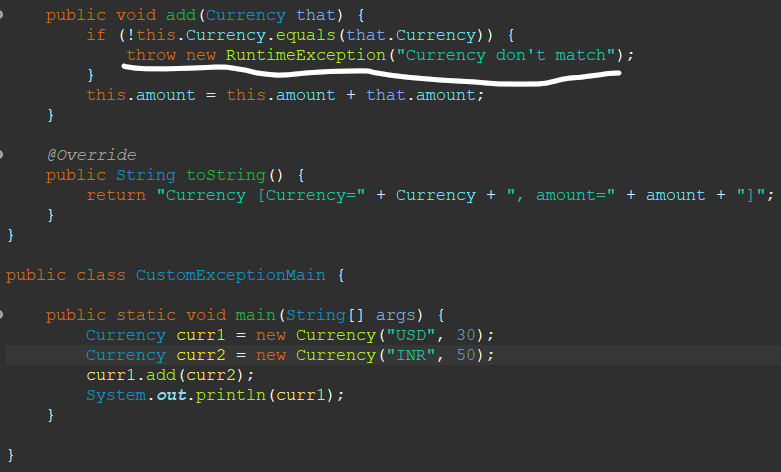 public void add(Currency that) {
if (!this.Currency.equals(that.Currency)) {
throw new RuntimeException("Currency don't match");
}
this.amount = this.amount + that.amount;
}
@Override
public String toString() {
return "Currency [Currency=" + Currency + ", amount=" + amount + "]";
}
}
public class CustomExceptionMain {
public static void main(String[] args) {
Currency curr1 = new Currency("USD", 30);
Currency curr2 = new Currency("INR", 50);
curr1.add(curr2);
System.out.println(curr1);
}
}